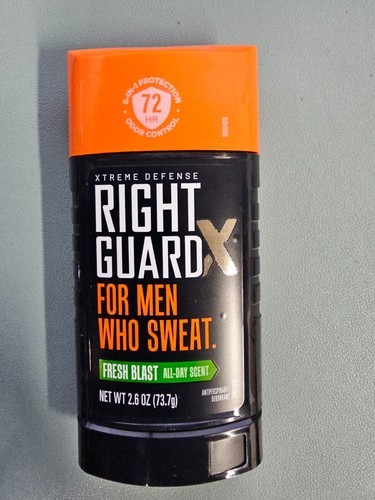 5-IN-1 PROTECTION
72
HR
ODOR CONTROL
XTREME DEFENSE
RIGHT
GUARD X
FOR MEN
WHO SWEAT.
FRESH BLAST ALL-DAY SCENT
NET WT 2.6 OZ (73.7g)
ANTIPERSPIRANT/
DEODORANT